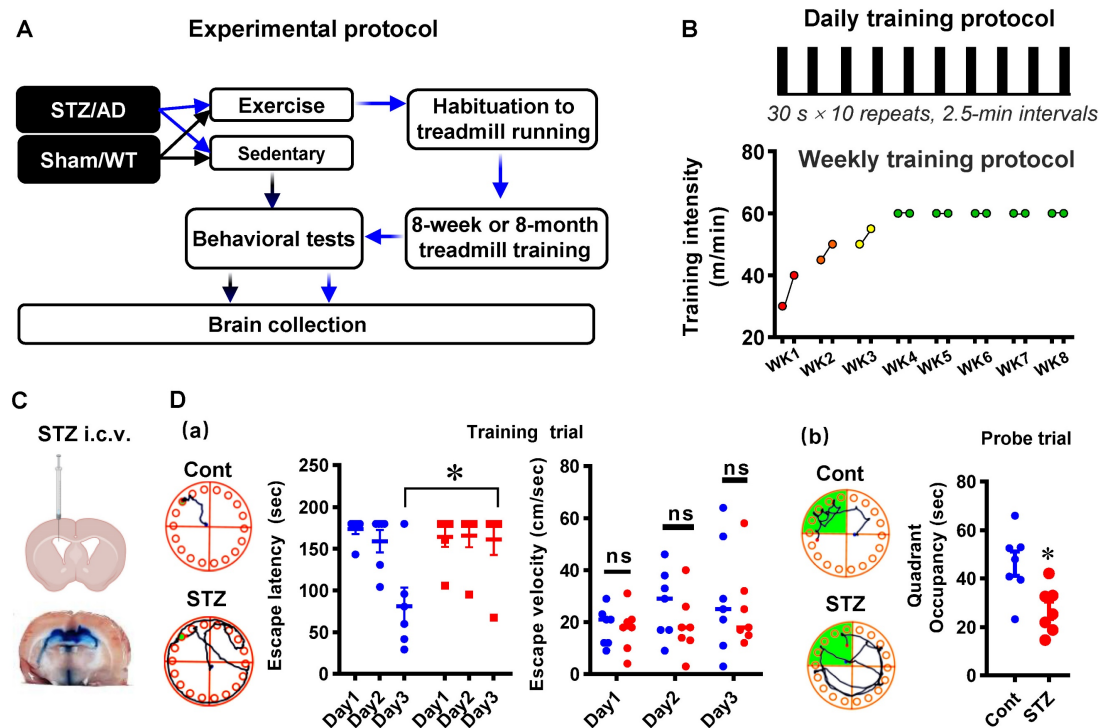 A
Experimental protocol
STZ/AD
Sham/WT
Exercise
Sedentary
Habituation to
treadmill running
Behavioral tests
8-week or 8-month
treadmill training
Brain collection
B
Daily training protocol
30 s × 10 repeats, 2.5-min intervals
Weekly training protocol
Training intensity
(m/min)
80
60
40
20
WK1 WK2 WK3 WK4 WK5 WK6 WK7 WK8
C
STZ i.c.v.
D
(a)
Training trial
Cont
STZ
Escape latency (sec)
250
200
150
100
50
0
*
Day1 Day2 Day3 Day1 Day2 Day3
Escape velocity (cm/sec)
80
60
40
20
0
ns
ns
ns
Day1 Day2 Day3
(b)
Probe trial
Cont
STZ
Quadrant
Occupancy (sec)
80
60
40
20
0
*
Cont STZ